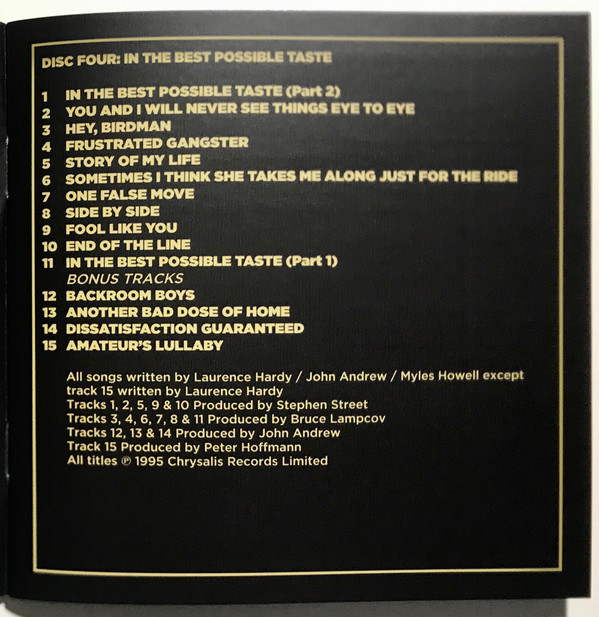 DISC FOUR: IN THE BEST POSSIBLE TASTE
1 IN THE BEST POSSIBLE TASTE (Part 2)
2 YOU AND I WILL NEVER SEE THINGS EYE TO EYE
3 HEY, BIRDMAN
4 FRUSTRATED GANGSTER
5 STORY OF MY LIFE
6 SOMETIMES I THINK SHE TAKES ME ALONG JUST FOR THE RIDE
7 ONE FALSE MOVE
8 SIDE BY SIDE
9 FOOL LIKE YOU
10 END OF THE LINE
11 IN THE BEST POSSIBLE TASTE (Part 1)
BONUS TRACKS
12 BACKROOM BOYS
13 ANOTHER BAD DOSE OF HOME
14 DISSATISFACTION GUARANTEED
15 AMATEUR'S LULLABY
All songs written by Laurence Hardy / John Andrew / Myles Howell except
track 15 written by Laurence Hardy
Tracks 1, 2, 5, 9 & 10 Produced by Stephen Street
Tracks 3, 4, 6, 7, 8 & 11 Produced by Bruce Lampcov
Tracks 12, 13 & 14 Produced by John Andrew
Track 15 Produced by Peter Hoffmann
All titles ℗ 1995 Chrysalis Records Limited